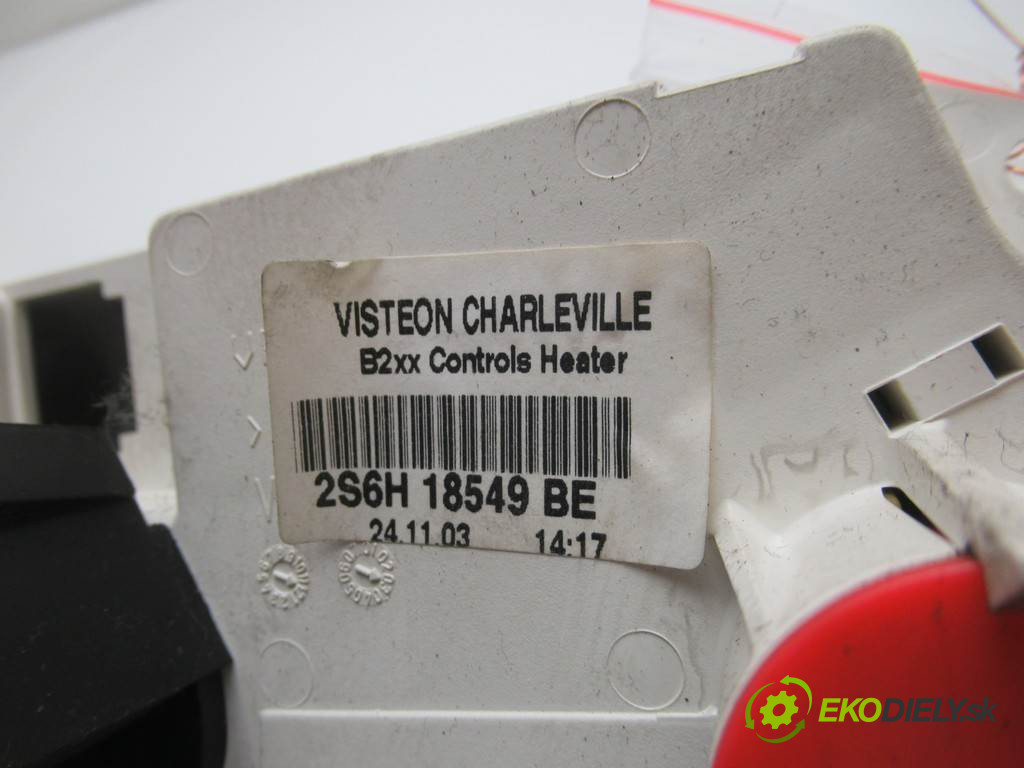 VISTEON CHARLEVILLE
B2xx Controls Heater
2S6H 18549 BE
24.11.03 14:17
EKODIELY.sk